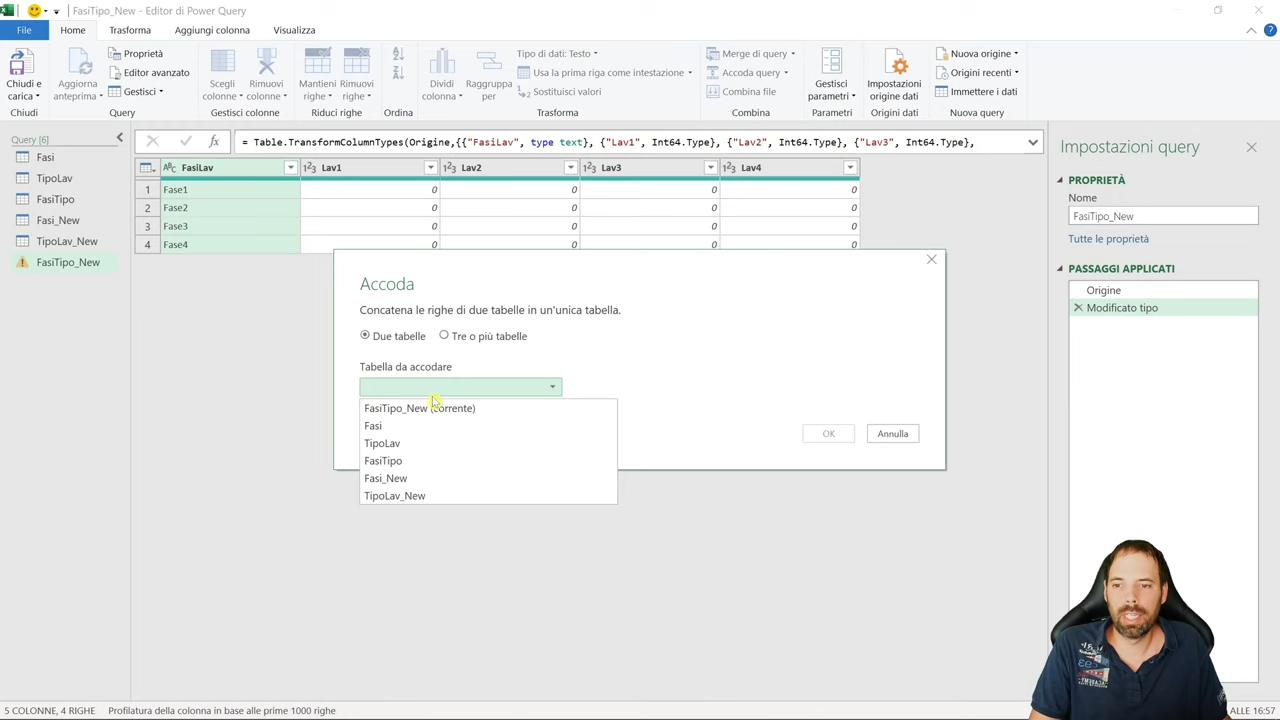 FasiTipo_New - Editor di Power Query
File Home Trasforma Aggiungi colonna Visualizza
Chiudi e carica
Chiudi
Aggiorna anteprima
Proprietà
Editor avanzato
Gestisci
Query
Scegli colonne
Rimuovi colonne
Gestisci colonne
Mantieni righe
Rimuovi righe
Riduci righe
Ordina
Dividi colonna
Raggruppa per
Tipo di dati: Testo
Usa la prima riga come intestazione
Sostituisci valori
Trasforma
Merge di query
Accoda query
Combina file
Combina
Gestisci parametri
Parametri
Impostazioni origine dati
Origini dati
Nuova origine
Origini recenti
Immettere i dati
Nuova query
Query [6]
Fasi
TipoLav
FasiTipo
Fasi_New
TipoLav_New
FasiTipo_New
fx = Table.TransformColumnTypes(Origine,{{"FasiLav", type text}, {"Lav1", Int64.Type}, {"Lav2", Int64.Type}, {"Lav3", Int64.Type},
ABC FasiLav 123 Lav1 123 Lav2 123 Lav3 123 Lav4
1 Fase1 0 0 0 0
2 Fase2 0 0 0 0
3 Fase3 0 0 0 0
4 Fase4 0 0 0 0
Accoda
Concatena le righe di due tabelle in un'unica tabella.
Due tabelle Tre o più tabelle
Tabella da accodare
FasiTipo_New (corrente)
Fasi
TipoLav
FasiTipo
Fasi_New
TipoLav_New
OK Annulla
Impostazioni query
PROPRIETÀ
Nome
FasiTipo_New
Tutte le proprietà
PASSAGGI APPLICATI
Origine
Modificato tipo
5 COLONNE, 4 RIGHE Profilatura della colonna in base alle prime 1000 righe
ALLE 16:57